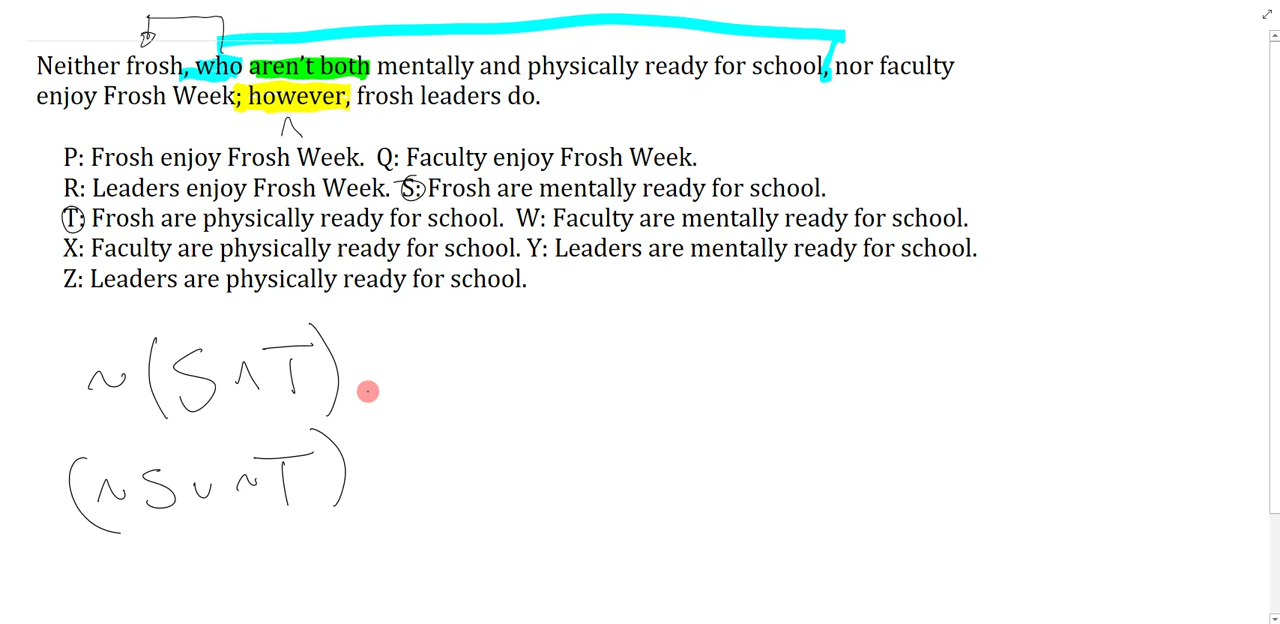 Neither frosh, who aren't both mentally and physically ready for school, nor faculty
enjoy Frosh Week; however, frosh leaders do.
∧
P: Frosh enjoy Frosh Week. Q: Faculty enjoy Frosh Week.
R: Leaders enjoy Frosh Week. S: Frosh are mentally ready for school.
T: Frosh are physically ready for school. W: Faculty are mentally ready for school.
X: Faculty are physically ready for school. Y: Leaders are mentally ready for school.
Z: Leaders are physically ready for school.
~(S∧T)
(~S∨~T)